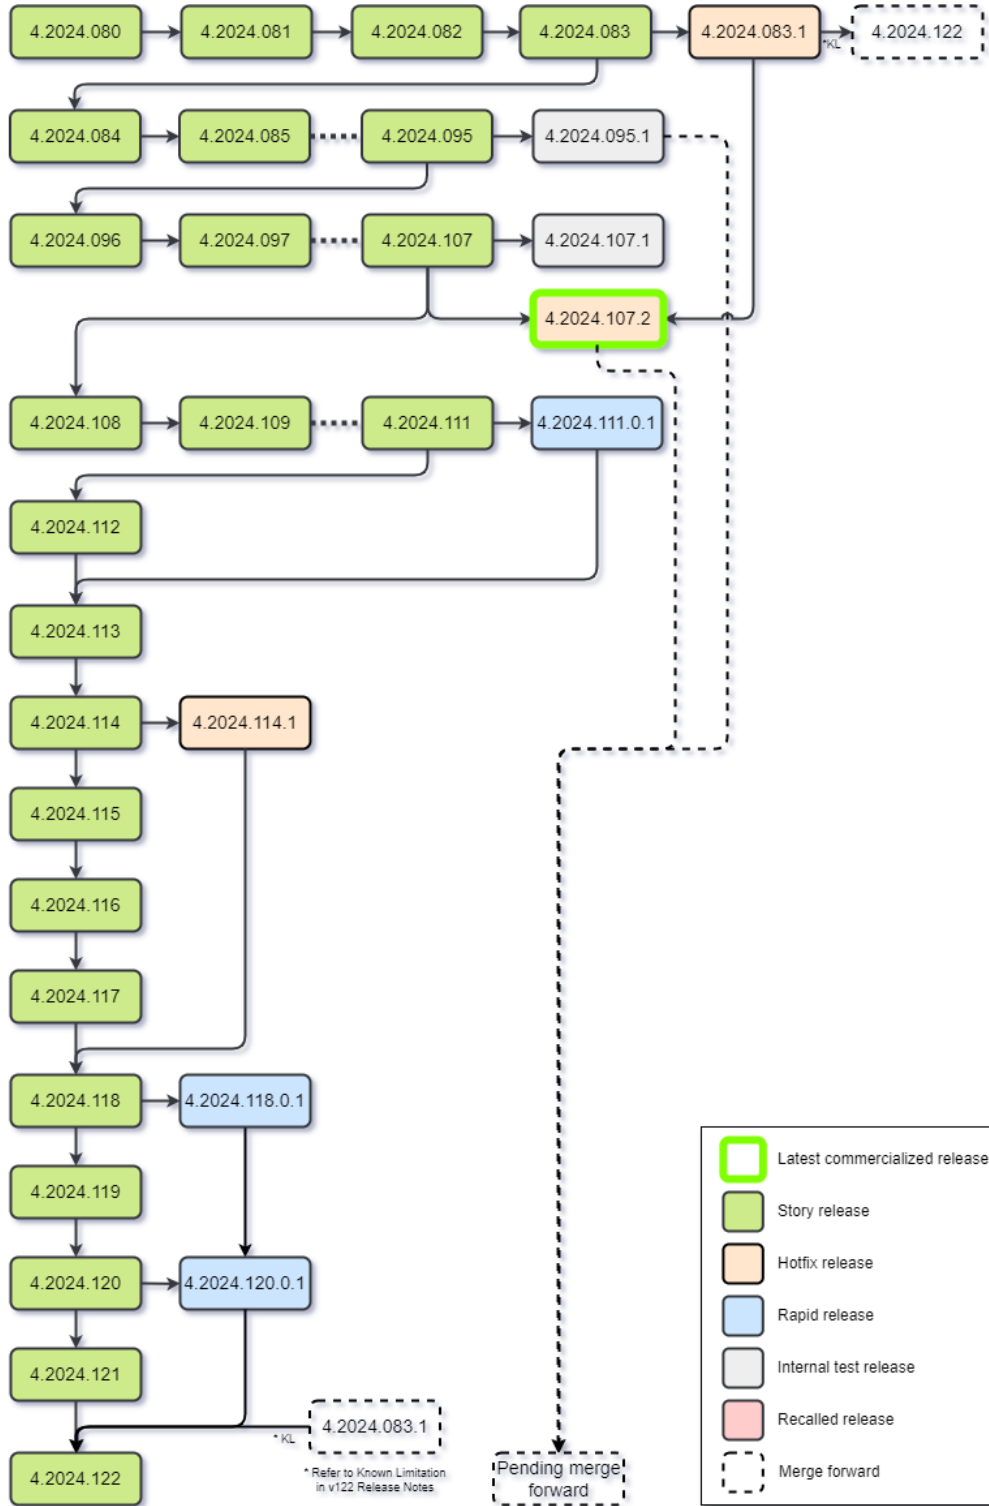 4.2024.080
4.2024.081
4.2024.082
4.2024.083
4.2024.083.1
*KL
4.2024.122
4.2024.084
4.2024.085
4.2024.095
4.2024.095.1
4.2024.096
4.2024.097
4.2024.107
4.2024.107.1
4.2024.107.2
4.2024.108
4.2024.109
4.2024.111
4.2024.111.0.1
4.2024.112
4.2024.113
4.2024.114
4.2024.114.1
4.2024.115
4.2024.116
4.2024.117
4.2024.118
4.2024.118.0.1
4.2024.119
4.2024.120
4.2024.120.0.1
4.2024.121
4.2024.083.1
* KL
* Refer to Known Limitation
in v122 Release Notes
4.2024.122
Pending merge
forward
Latest commercialized release
Story release
Hotfix release
Rapid release
Internal test release
Recalled release
Merge forward